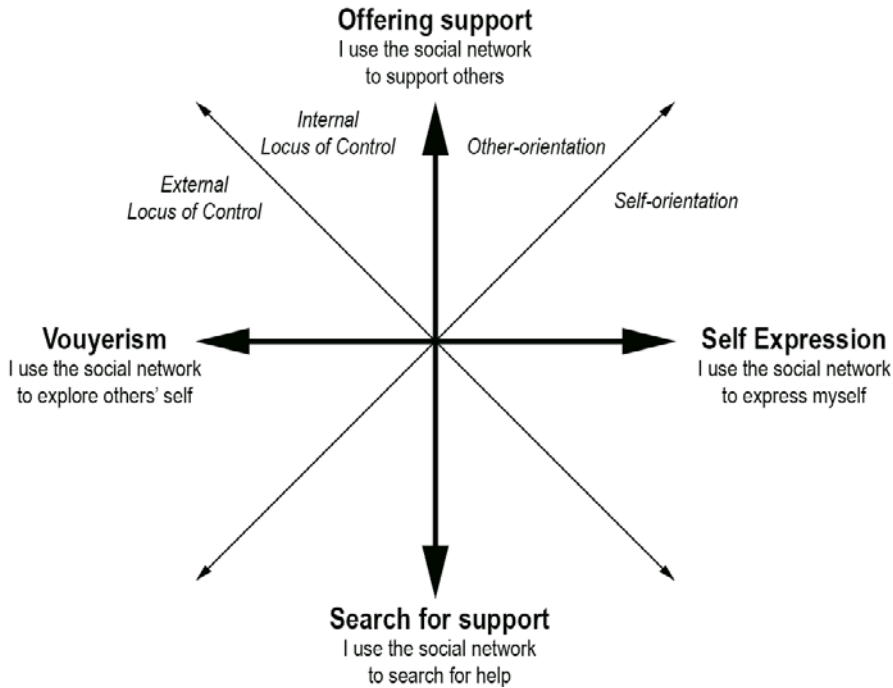 Offering support
I use the social network
to support others
Internal
Locus of Control
Other-orientation
External
Locus of Control
Self-orientation
Vouyerism
I use the social network
to explore others' self
Self Expression
I use the social network
to express myself
Search for support
I use the social network
to search for help